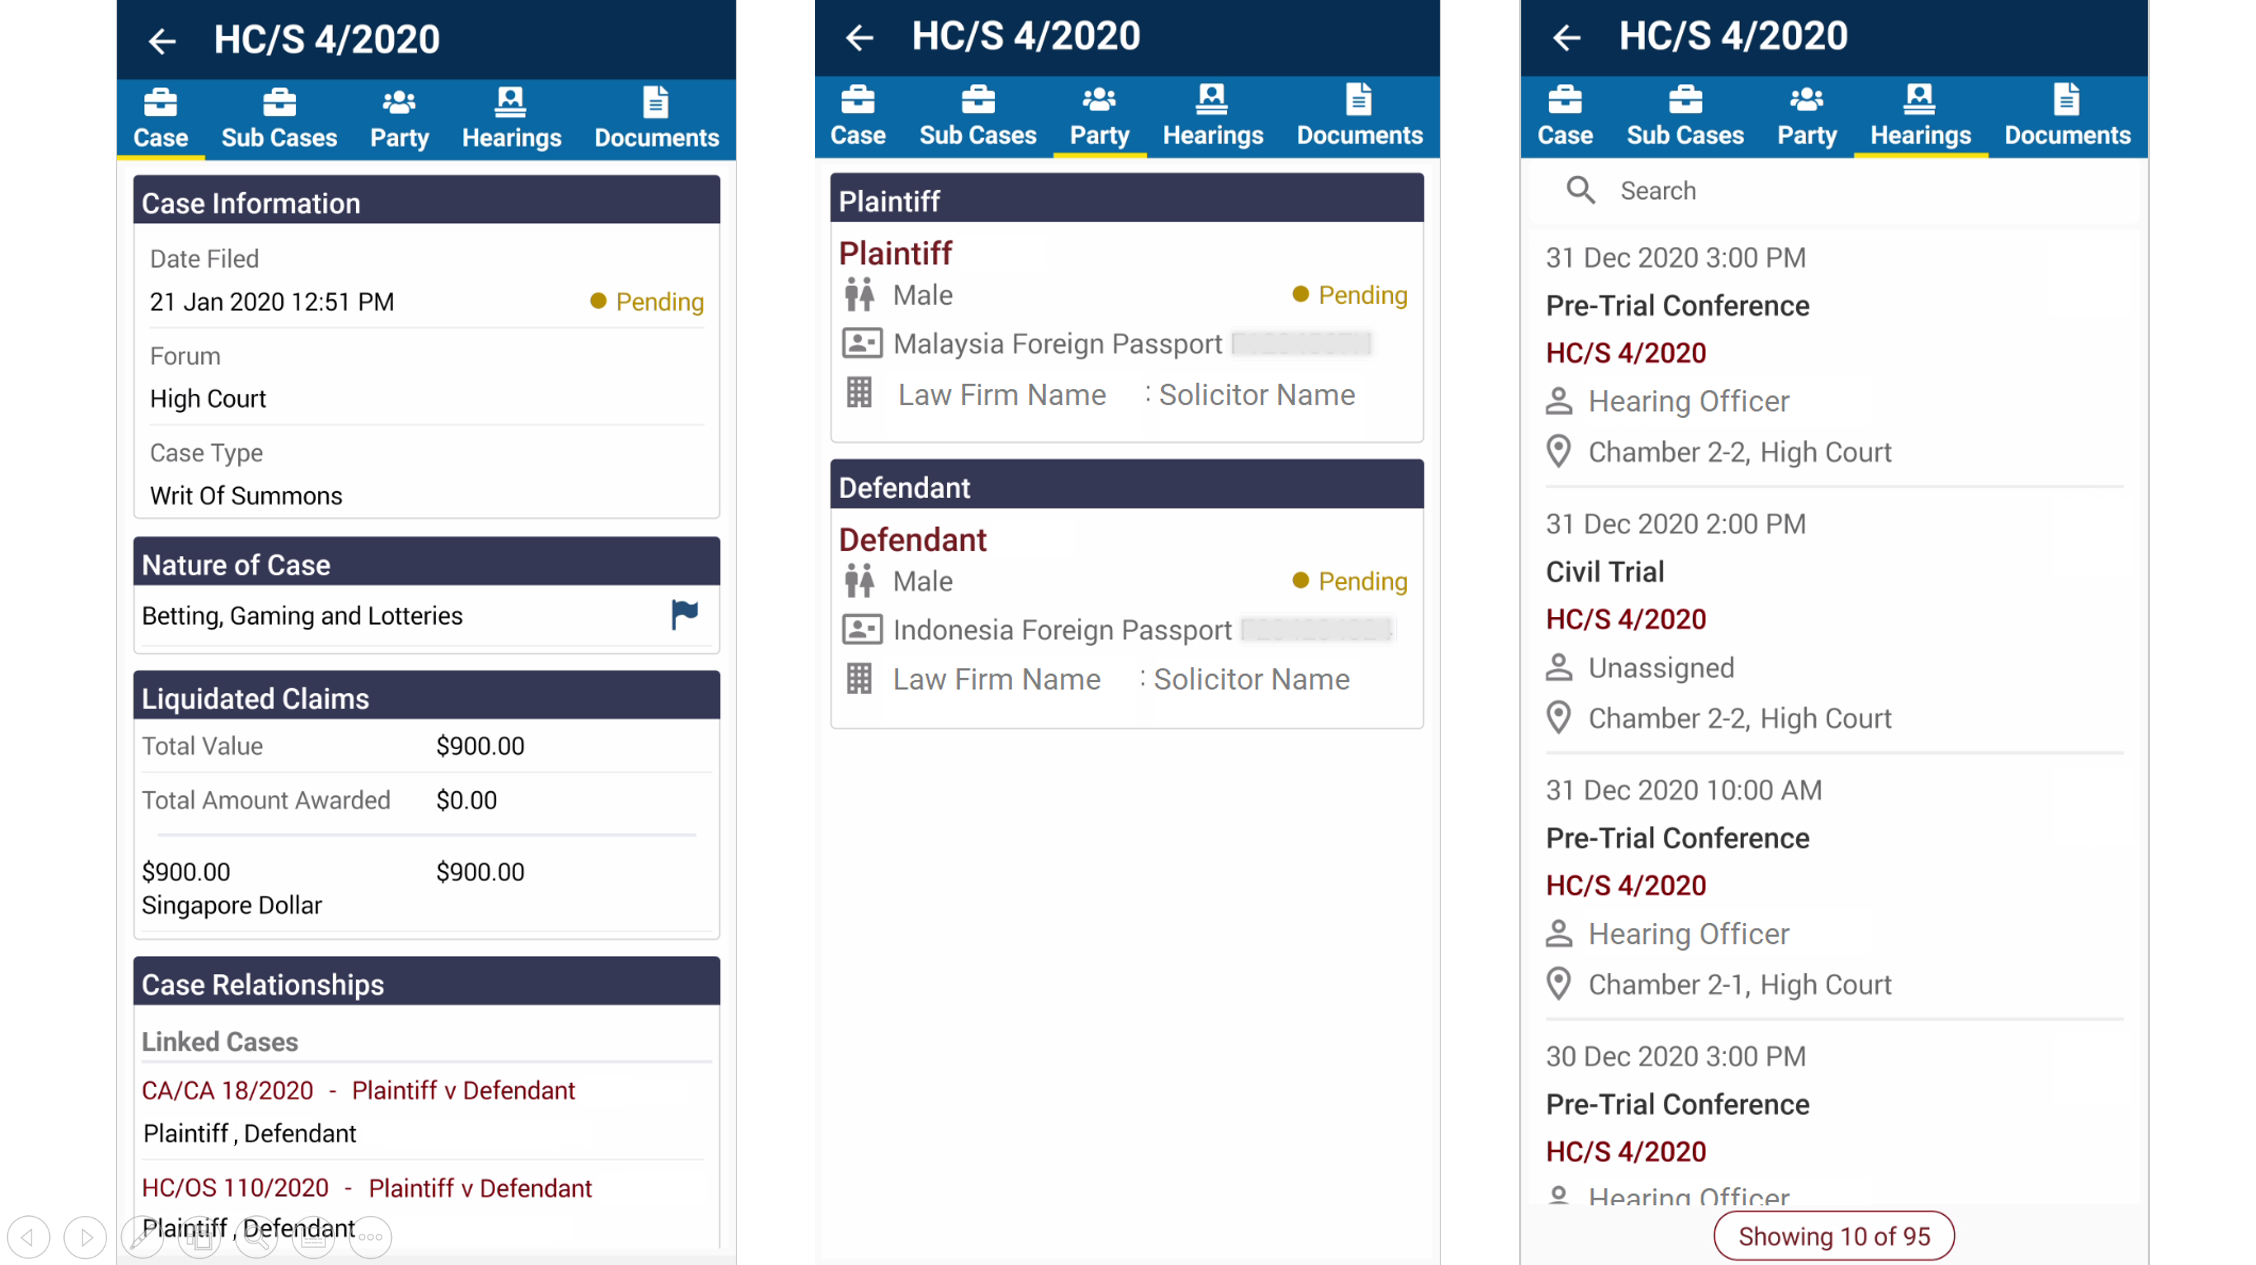 HC/S 4/2020
Case Sub Cases Party Hearings Documents
Case Information
Date Filed
21 Jan 2020 12:51 PM Pending
Forum
High Court
Case Type
Writ Of Summons
Nature of Case
Betting, Gaming and Lotteries
Liquidated Claims
Total Value $900.00
Total Amount Awarded $0.00
$900.00 $900.00
Singapore Dollar
Case Relationships
Linked Cases
CA/CA 18/2020 - Plaintiff v Defendant
Plaintiff , Defendant
HC/OS 110/2020 - Plaintiff v Defendant
Plaintiff , Defendant
HC/S 4/2020
Case Sub Cases Party Hearings Documents
Plaintiff
Plaintiff
Male Pending
Malaysia Foreign Passport
Law Firm Name : Solicitor Name
Defendant
Defendant
Male Pending
Indonesia Foreign Passport
Law Firm Name : Solicitor Name
HC/S 4/2020
Case Sub Cases Party Hearings Documents
Search
31 Dec 2020 3:00 PM
Pre-Trial Conference
HC/S 4/2020
Hearing Officer
Chamber 2-2, High Court
31 Dec 2020 2:00 PM
Civil Trial
HC/S 4/2020
Unassigned
Chamber 2-2, High Court
31 Dec 2020 10:00 AM
Pre-Trial Conference
HC/S 4/2020
Hearing Officer
Chamber 2-1, High Court
30 Dec 2020 3:00 PM
Pre-Trial Conference
HC/S 4/2020
Hearing Officer
Showing 10 of 95